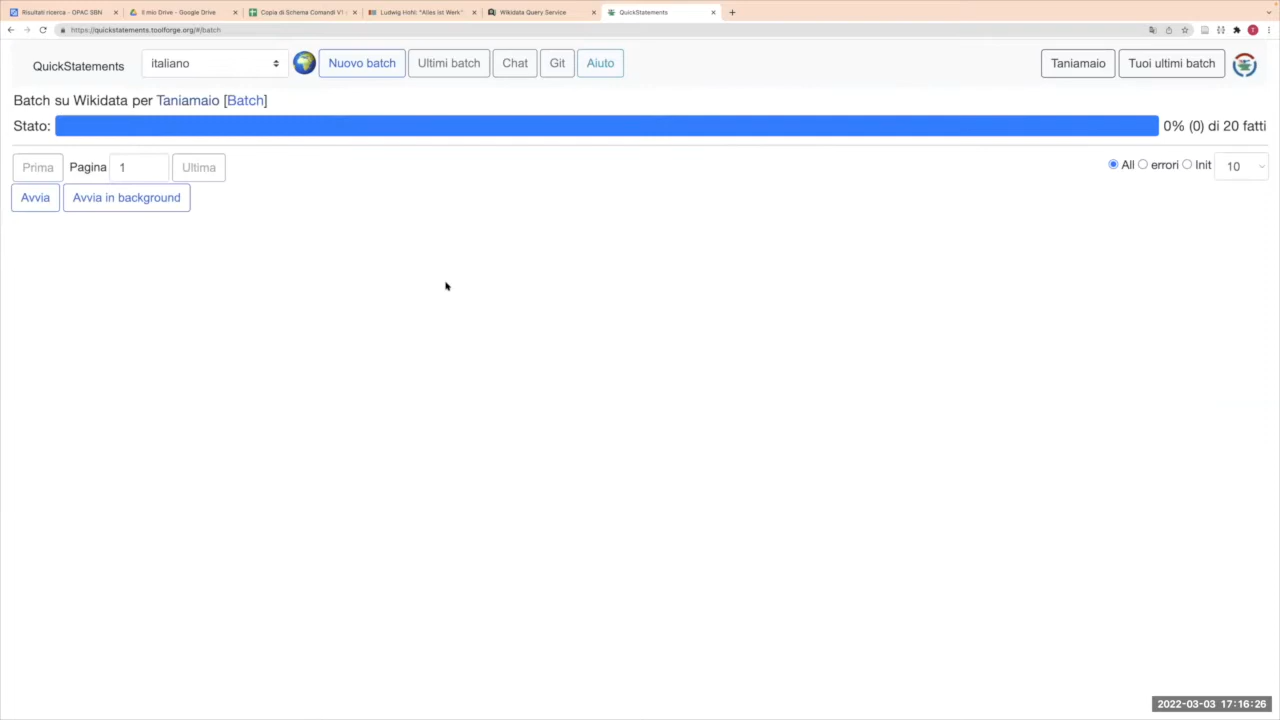 Risultati ricerca - OPAC SBN
Il mio Drive - Google Drive
Copia di Schema Comandi V1
Ludwig Hohl: "Alles ist Werk"
Wikidata Query Service
QuickStatements
https://quickstatements.toolforge.org/#/batch
QuickStatements
italiano
Nuovo batch
Ultimi batch
Chat
Git
Aiuto
Taniamaio
Tuoi ultimi batch
Batch su Wikidata per Taniamaio [Batch]
Stato:
0% (0) di 20 fatti
Prima
Pagina
1
Ultima
All
errori
Init
10
Avvia
Avvia in background
2022-03-03 17:16:26